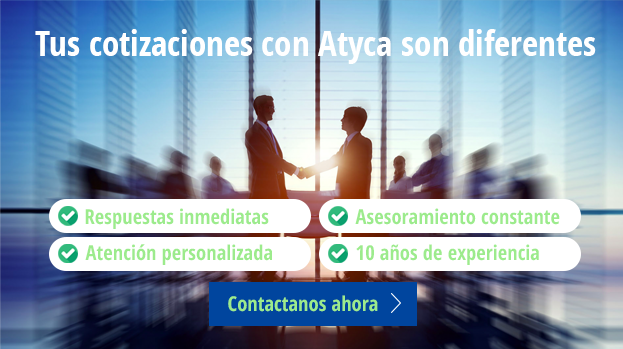 Tus cotizaciones con Atyca son diferentes
Respuestas inmediatas
Asesoramiento constante
Atención personalizada
10 años de experiencia
Contactanos ahora